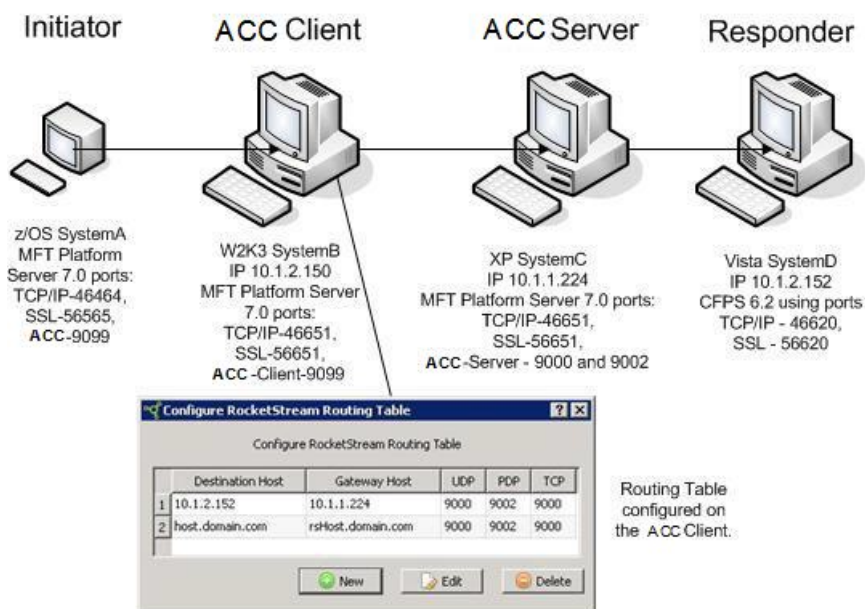 Initiator
ACC Client
ACC Server
Responder
z/OS SystemA
MFT Platform
Server 7.0 ports:
TCP/IP-46464,
SSL-56565,
ACC-9099
W2K3 SystemB
IP 10.1.2.150
MFT Platform Server
7.0 ports:
TCP/IP-46651,
SSL-56651,
ACC-Client-9099
XP SystemC
IP 10.1.1.224
MFT Platform Server 7.0 ports:
TCP/IP-46651,
SSL-56651,
ACC-Server - 9000 and 9002
Vista SystemD
IP 10.1.2.152
CFPS 6.2 using ports
TCP/IP - 46620,
SSL - 56620
Configure RocketStream Routing Table
Configure RocketStream Routing Table
Destination Host Gateway Host UDP PDP TCP
1 10.1.2.152 10.1.1.224 9000 9002 9000
2 host.domain.com rsHost.domain.com 9000 9002 9000
New Edit Delete
Routing Table
configured on
the ACC Client.